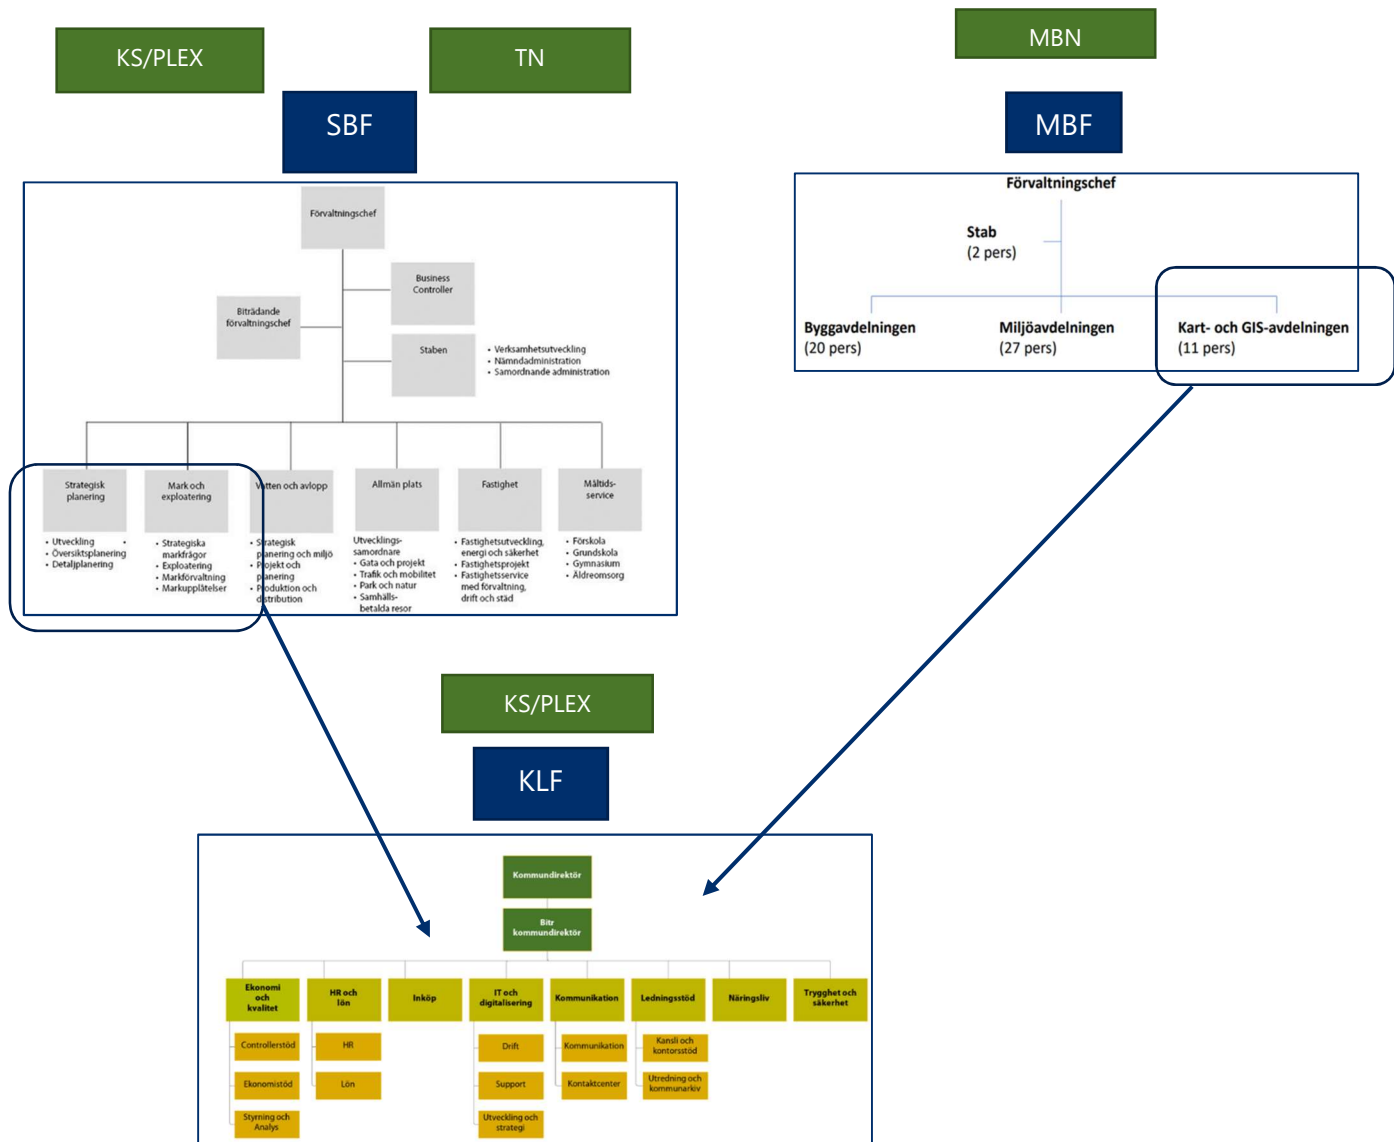 KS/PLEX
TN
MBN
SBF
MBF
Förvaltningschef
Business
Controller
Biträdande
förvaltningschef
Staben
• Verksamhetsutveckling
• Nämndadministration
• Samordnande administration
Strategisk
planering
• Utveckling
• Översiktsplanering
• Detaljplanering
•
Mark och
exploatering
• Strategiska
markfrågor
• Exploatering
• Markförvaltning
• Markupplåtelser
Vatten och avlopp
• Strategisk
planering och miljö
• Projekt och
planering
• Produktion och
distribution
Allmän plats
Utvecklings-
samordnare
• Gata och projekt
• Trafik och mobilitet
• Park och natur
• Samhälls-
betalda resor
Fastighet
• Fastighetsutveckling,
energi och säkerhet
• Fastighetsprojekt
• Fastighetsservice
med förvaltning,
drift och städ
Måltids-
service
• Förskola
• Grundskola
• Gymnasium
• Äldreomsorg
Förvaltningschef
Stab
(2 pers)
Byggavdelningen
(20 pers)
Miljöavdelningen
(27 pers)
Kart- och GIS-avdelningen
(11 pers)
KS/PLEX
KLF
Kommundirektör
Bitr
kommundirektör
Ekonomi
och
kvalitet
Controllerstöd
Ekonomistöd
Styrning och
Analys
HR och
lön
HR
Lön
Inköp
IT och
digitalisering
Drift
Support
Utveckling och
strategi
Kommunikation
Kommunikation
Kontaktcenter
Ledningsstöd
Kansli och
kontorsstöd
Utredning och
kommunarkiv
Näringsliv
Trygghet och
säkerhet